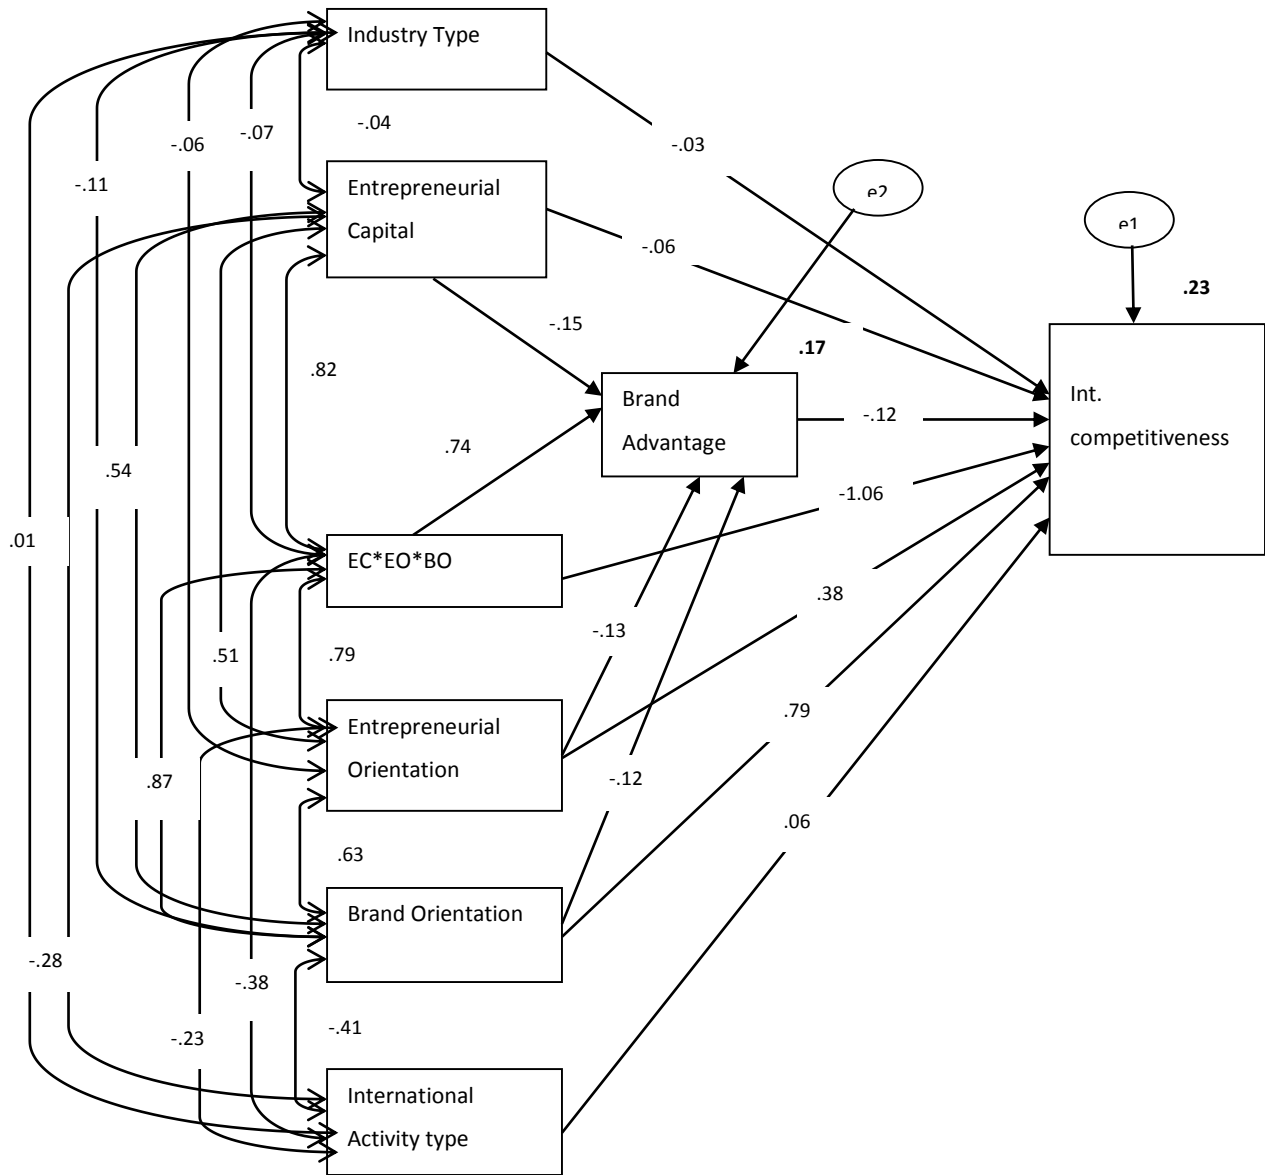 Industry Type
-.04
-.07
-.06
-.11
-.03
Entrepreneurial
Capital
-.06
e2
e1
.23
-.15
.17
.82
Brand
Advantage
-.12
Int.
competitiveness
.74
.54
-1.06
.01
EC*EO*BO
.38
-.13
.51
.79
.79
Entrepreneurial
Orientation
.87
-.12
.06
.63
Brand Orientation
-.28
-.38
-.41
-.23
International
Activity type